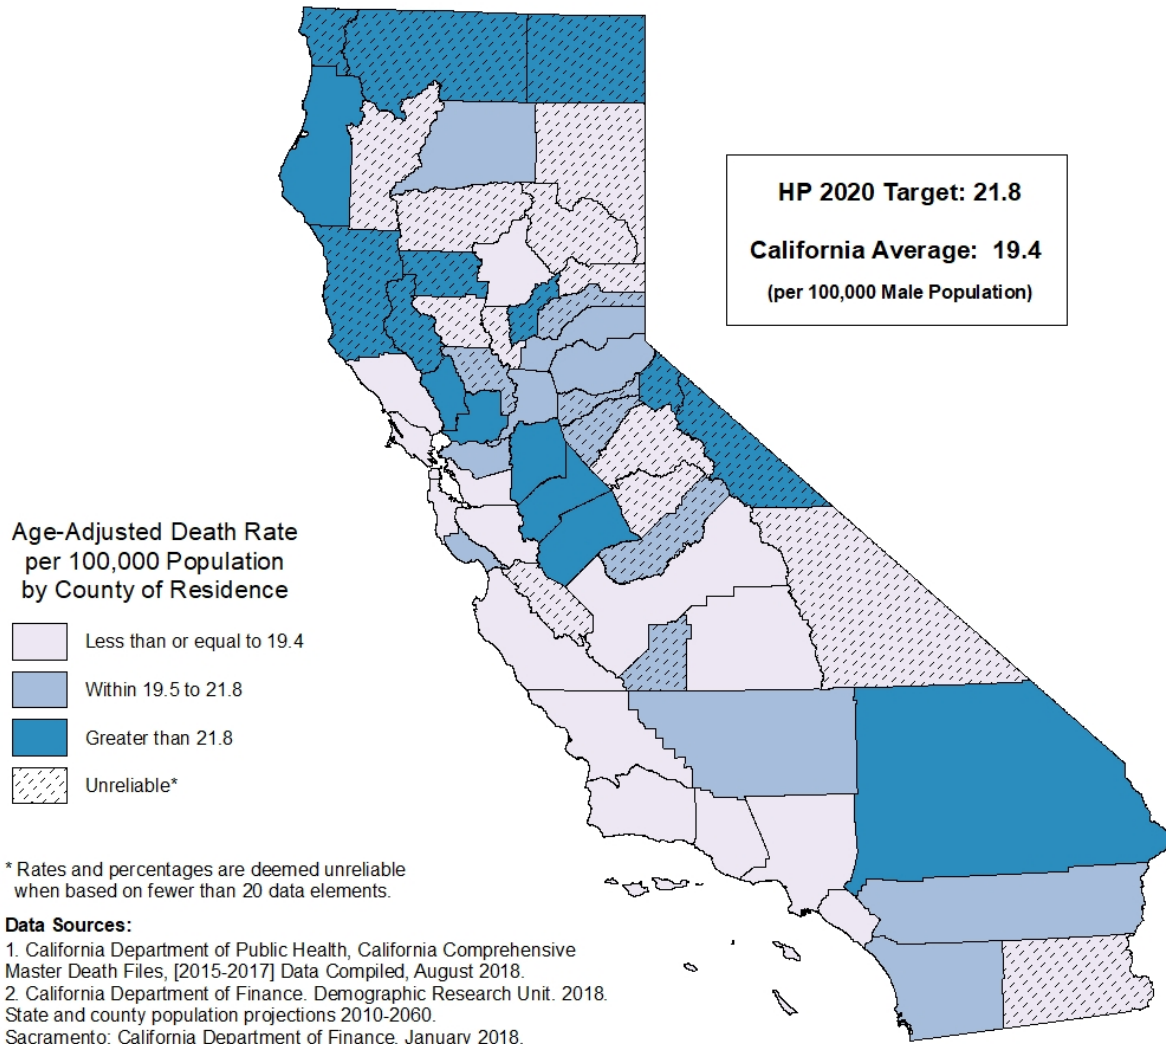 HP 2020 Target: 21.8
California Average:  19.4
(per 100,000 Male Population)
Age-Adjusted Death Rate
per 100,000 Population
by County of Residence
Less than or equal to 19.4
Within 19.5 to 21.8
Greater than 21.8
Unreliable*
* Rates and percentages are deemed unreliable
when based on fewer than 20 data elements.
Data Sources:
1. California Department of Public Health, California Comprehensive
Master Death Files, [2015-2017] Data Compiled, August 2018.
2. California Department of Finance. Demographic Research Unit. 2018.
State and county population projections 2010-2060.
Sacramento: California Department of Finance, January 2018.